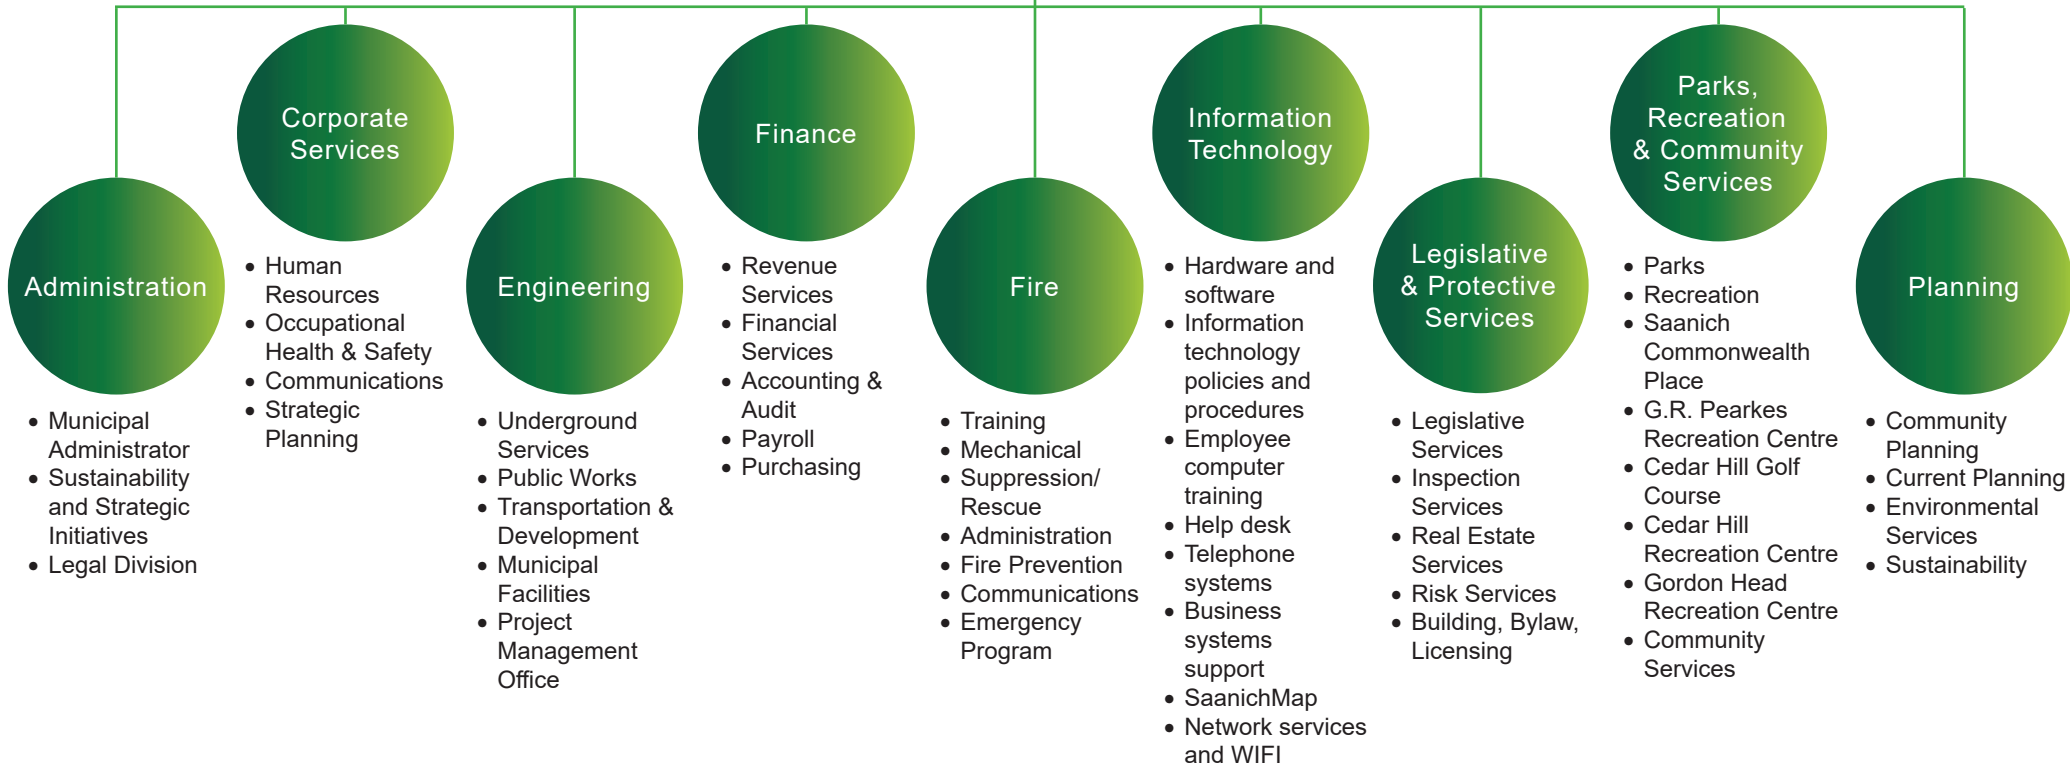 Administration
• Municipal
Administrator
• Sustainability
and Strategic
Initiatives
• Legal Division
Corporate
Services
• Human
Resources
• Occupational
Health & Safety
• Communications
• Strategic
Planning
Engineering
• Underground
Services
• Public Works
• Transportation &
Development
• Municipal
Facilities
• Project
Management
Office
Finance
• Revenue
Services
• Financial
Services
• Accounting &
Audit
• Payroll
• Purchasing
Fire
• Training
• Mechanical
• Suppression/
Rescue
• Administration
• Fire Prevention
• Communications
• Emergency
Program
Information
Technology
• Hardware and
software
• Information
technology
policies and
procedures
• Employee
computer
training
• Help desk
• Telephone
systems
• Business
systems
support
• SaanichMap
• Network services
and WIFI
Legislative
& Protective
Services
• Legislative
Services
• Inspection
Services
• Real Estate
Services
• Risk Services
• Building, Bylaw,
Licensing
Parks,
Recreation
& Community
Services
• Parks
• Recreation
• Saanich
Commonwealth
Place
• G.R. Pearkes
Recreation Centre
• Cedar Hill Golf
Course
• Cedar Hill
Recreation Centre
• Gordon Head
Recreation Centre
• Community
Services
Planning
• Community
Planning
• Current Planning
• Environmental
Services
• Sustainability